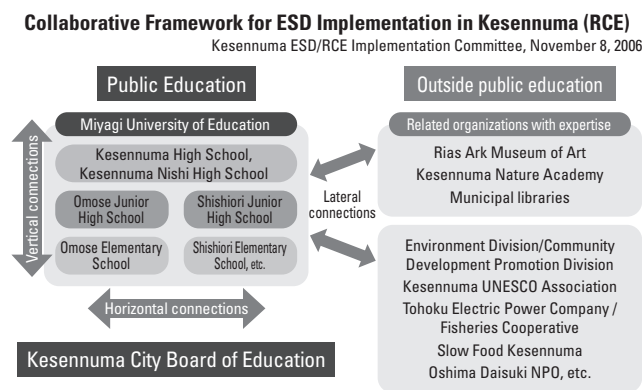 Collaborative Framework for ESD Implementation in Kesennuma (RCE)
Kesennuma ESD/RCE Implementation Committee, November 8, 2006
Public Education
Miyagi University of Education
Kesennuma High School,
Kesennuma Nishi High School
Omose Junior
High School
Shishiori Junior
High School
Omose Elementary
School
Shishiori Elementary
School, etc.
Vertical connections
Horizontal connections
Kesennuma City Board of Education
Lateral
connections
Outside public education
Related organizations with expertise
Rias Ark Museum of Art
Kesennuma Nature Academy
Municipal libraries
Environment Division/Community
Development Promotion Division
Kesennuma UNESCO Association
Tohoku Electric Power Company /
Fisheries Cooperative
Slow Food Kesennuma
Oshima Daisuki NPO, etc.